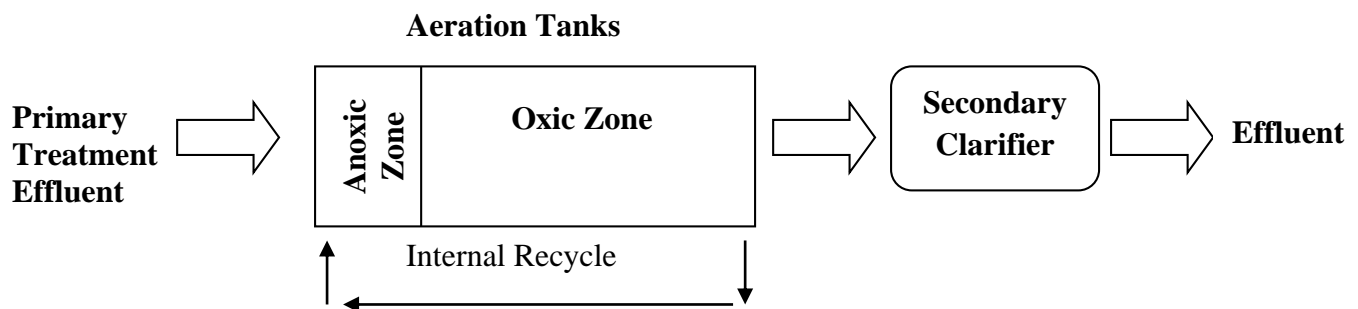 Aeration Tanks
Primary
Treatment
Effluent
Anoxic
Zone
Oxic Zone
Secondary
Clarifier
Effluent
Internal Recycle